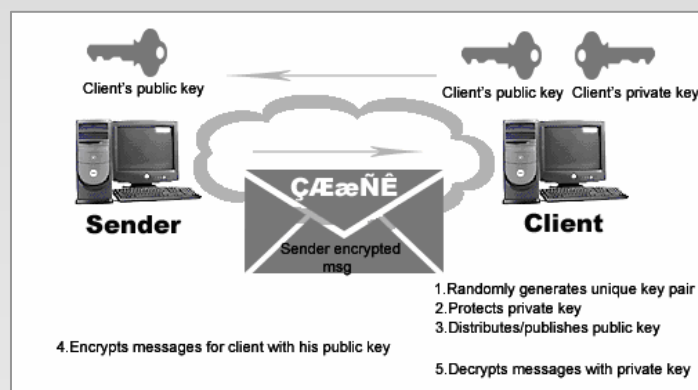 Client's public key
Client's public key Client's private key
ÇÆæÑÊ
Sender encrypted
msg
Sender
Client
1.Randomly generates unique key pair
2.Protects private key
3.Distributes/publishes public key
4.Encrypts messages for client with his public key
5.Decrypts messages with private key